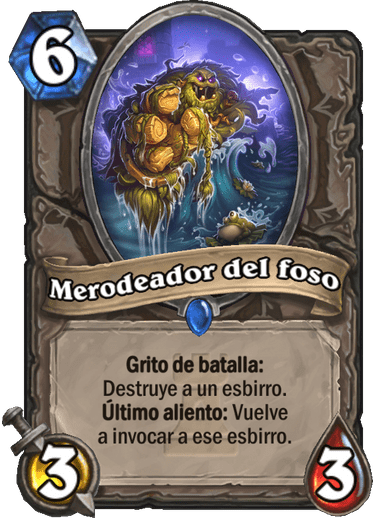 6
Merodeador del foso
Grito de batalla:
Destruye a un esbirro.
Último aliento: Vuelve
a invocar a ese esbirro.
3
3